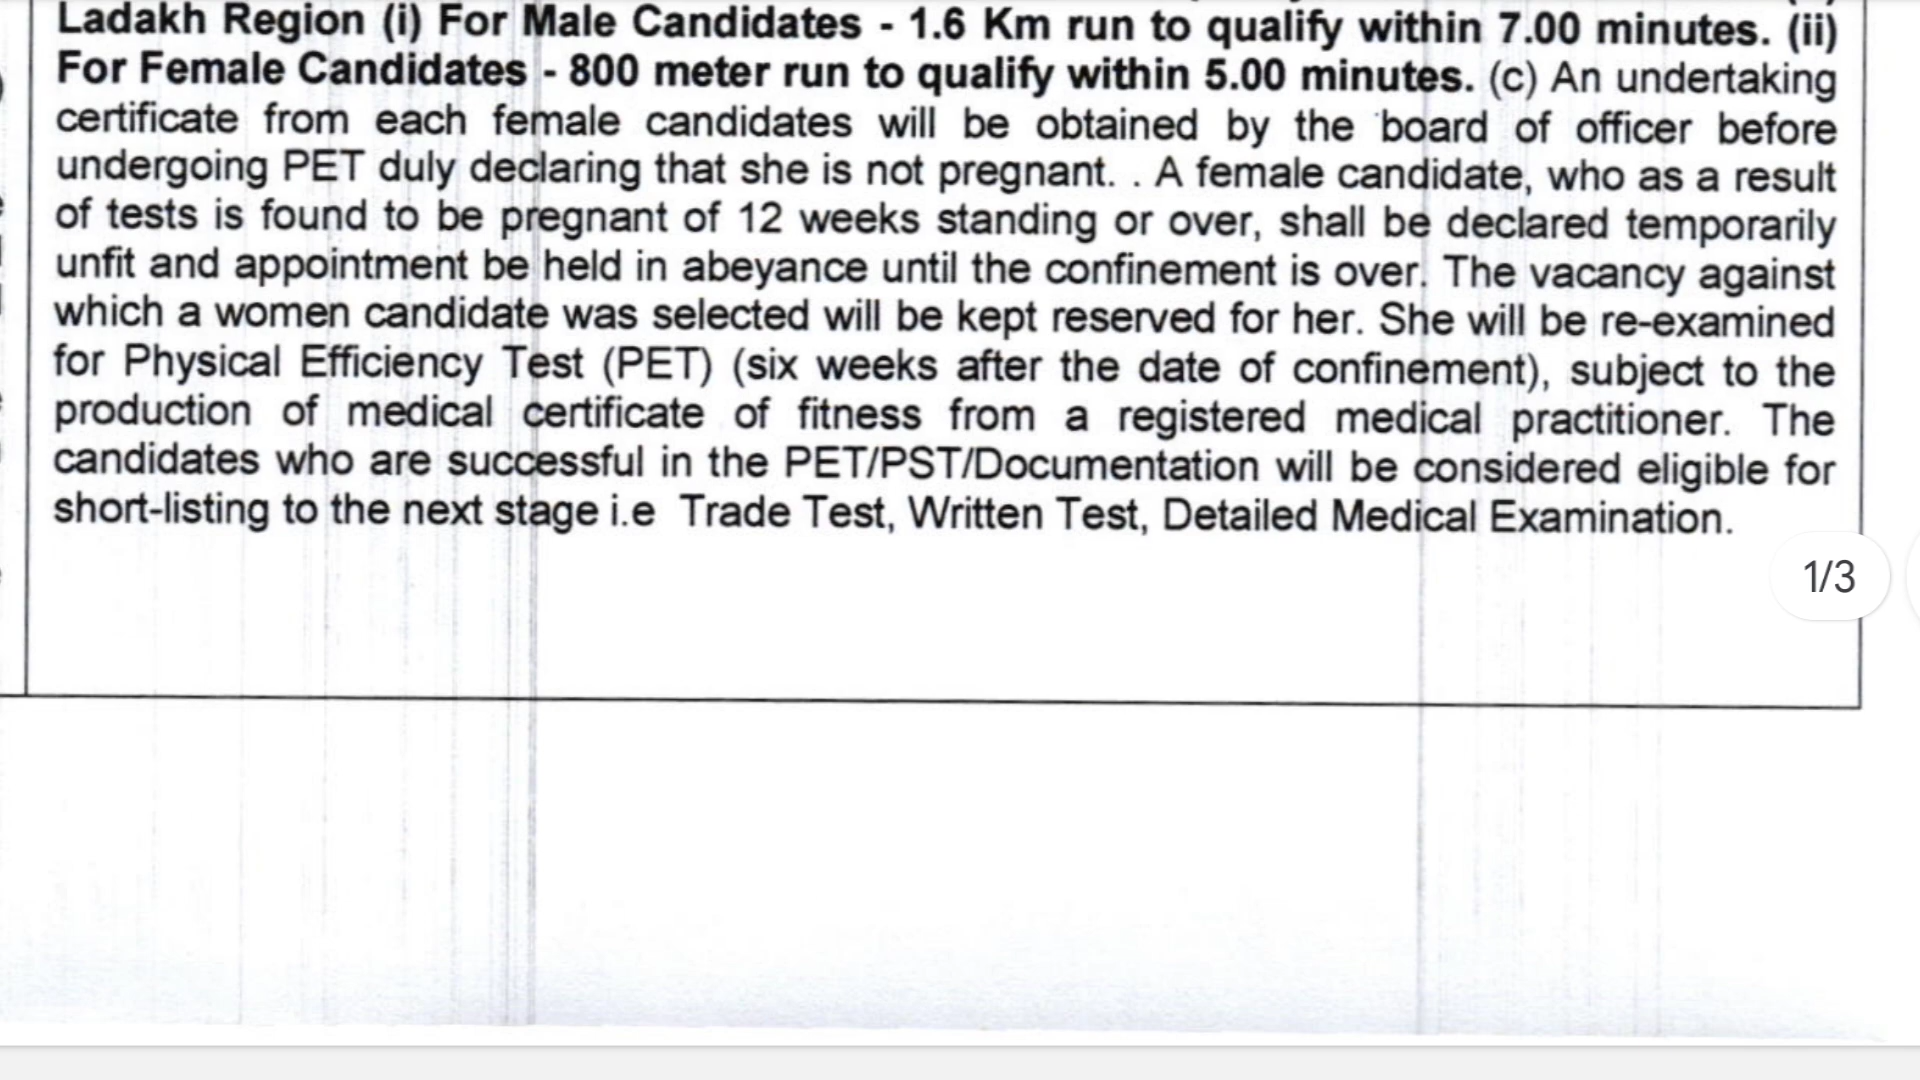 Ladakh Region (i) For Male Candidates - 1.6 Km run to qualify within 7.00 minutes. (ii)
For Female Candidates - 800 meter run to qualify within 5.00 minutes. (c) An undertaking
certificate from each female candidates will be obtained by the board of officer before
undergoing PET duly declaring that she is not pregnant. . A female candidate, who as a result
of tests is found to be pregnant of 12 weeks standing or over, shall be declared temporarily
unfit and appointment be held in abeyance until the confinement is over. The vacancy against
which a women candidate was selected will be kept reserved for her. She will be re-examined
for Physical Efficiency Test (PET) (six weeks after the date of confinement), subject to the
production of medical certificate of fitness from a registered medical practitioner. The
candidates who are successful in the PET/PST/Documentation will be considered eligible for
short-listing to the next stage i.e Trade Test, Written Test, Detailed Medical Examination.
1/3